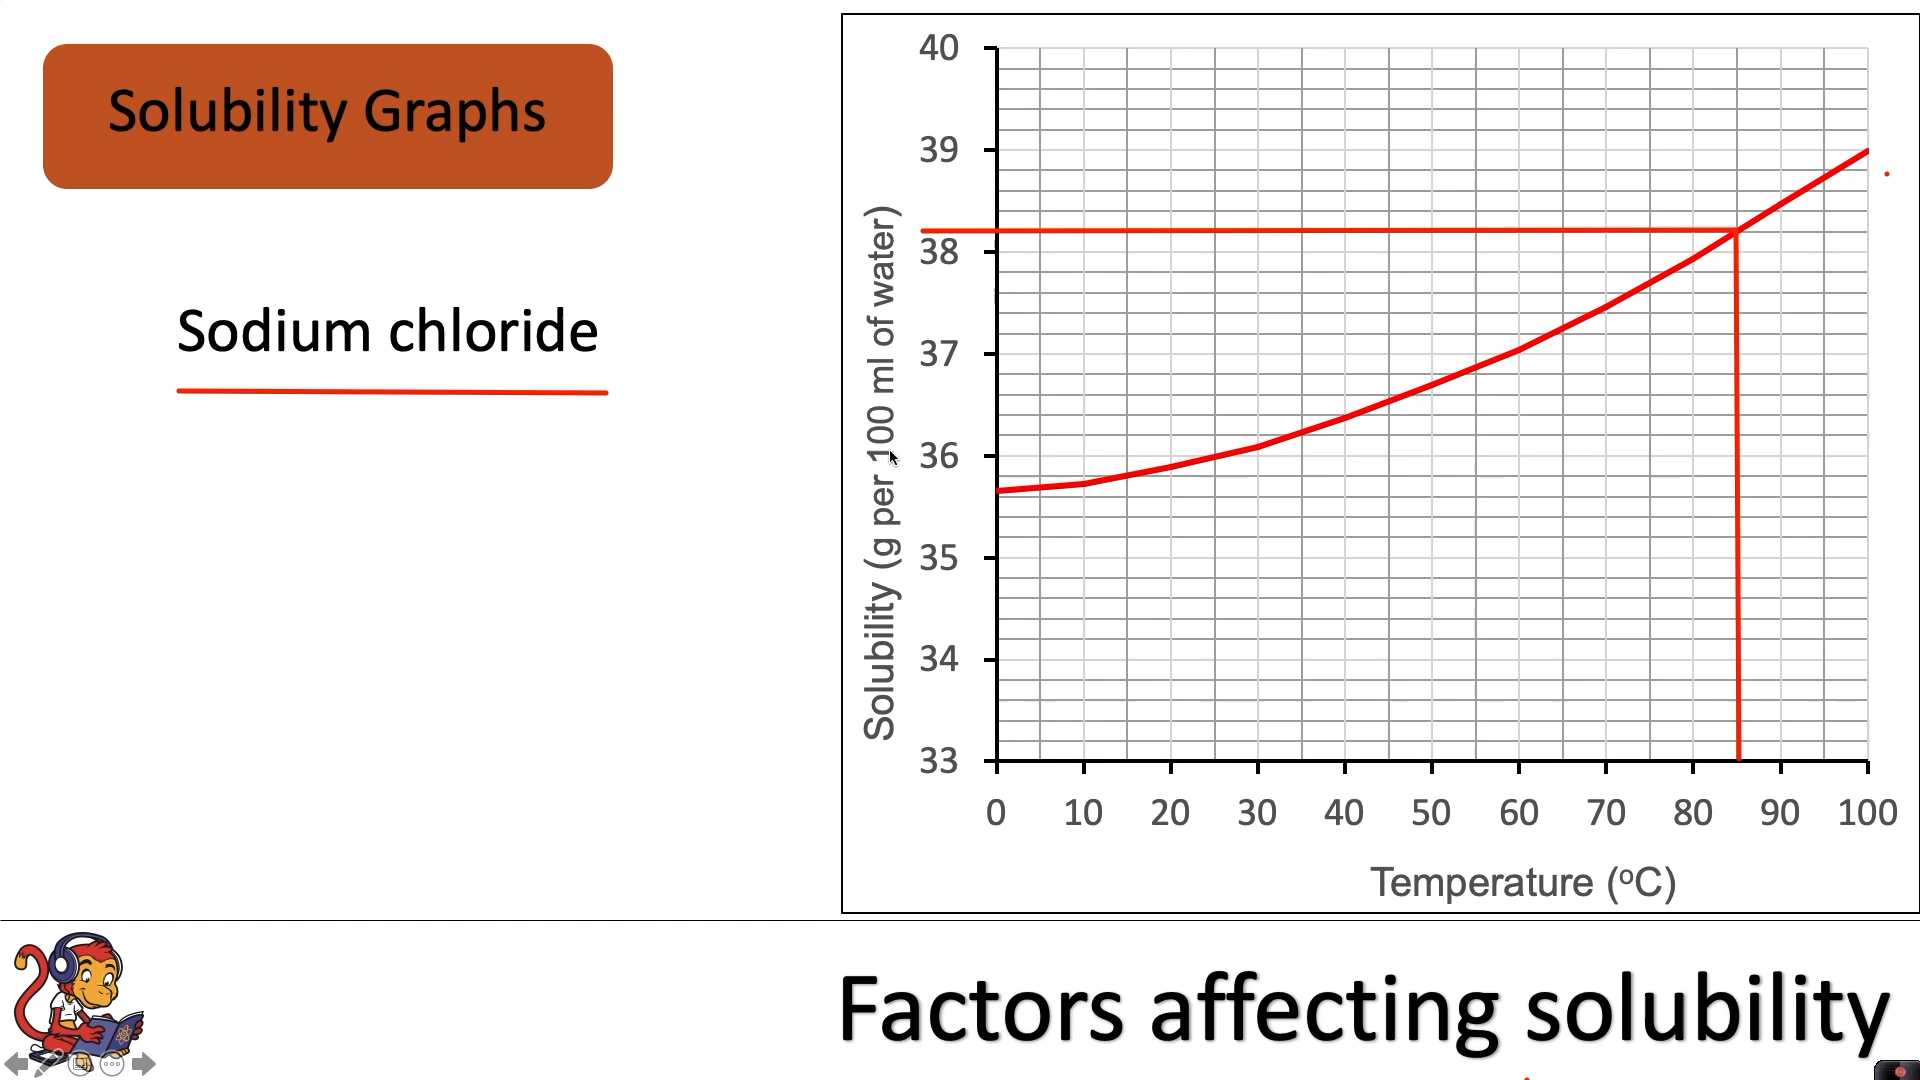 Solubility Graphs
Sodium chloride
Solubility (g per 100 ml of water)
40
39
38
37
36
35
34
33
0 10 20 30 40 50 60 70 80 90 100
Temperature (ºC)
Factors affecting solubility